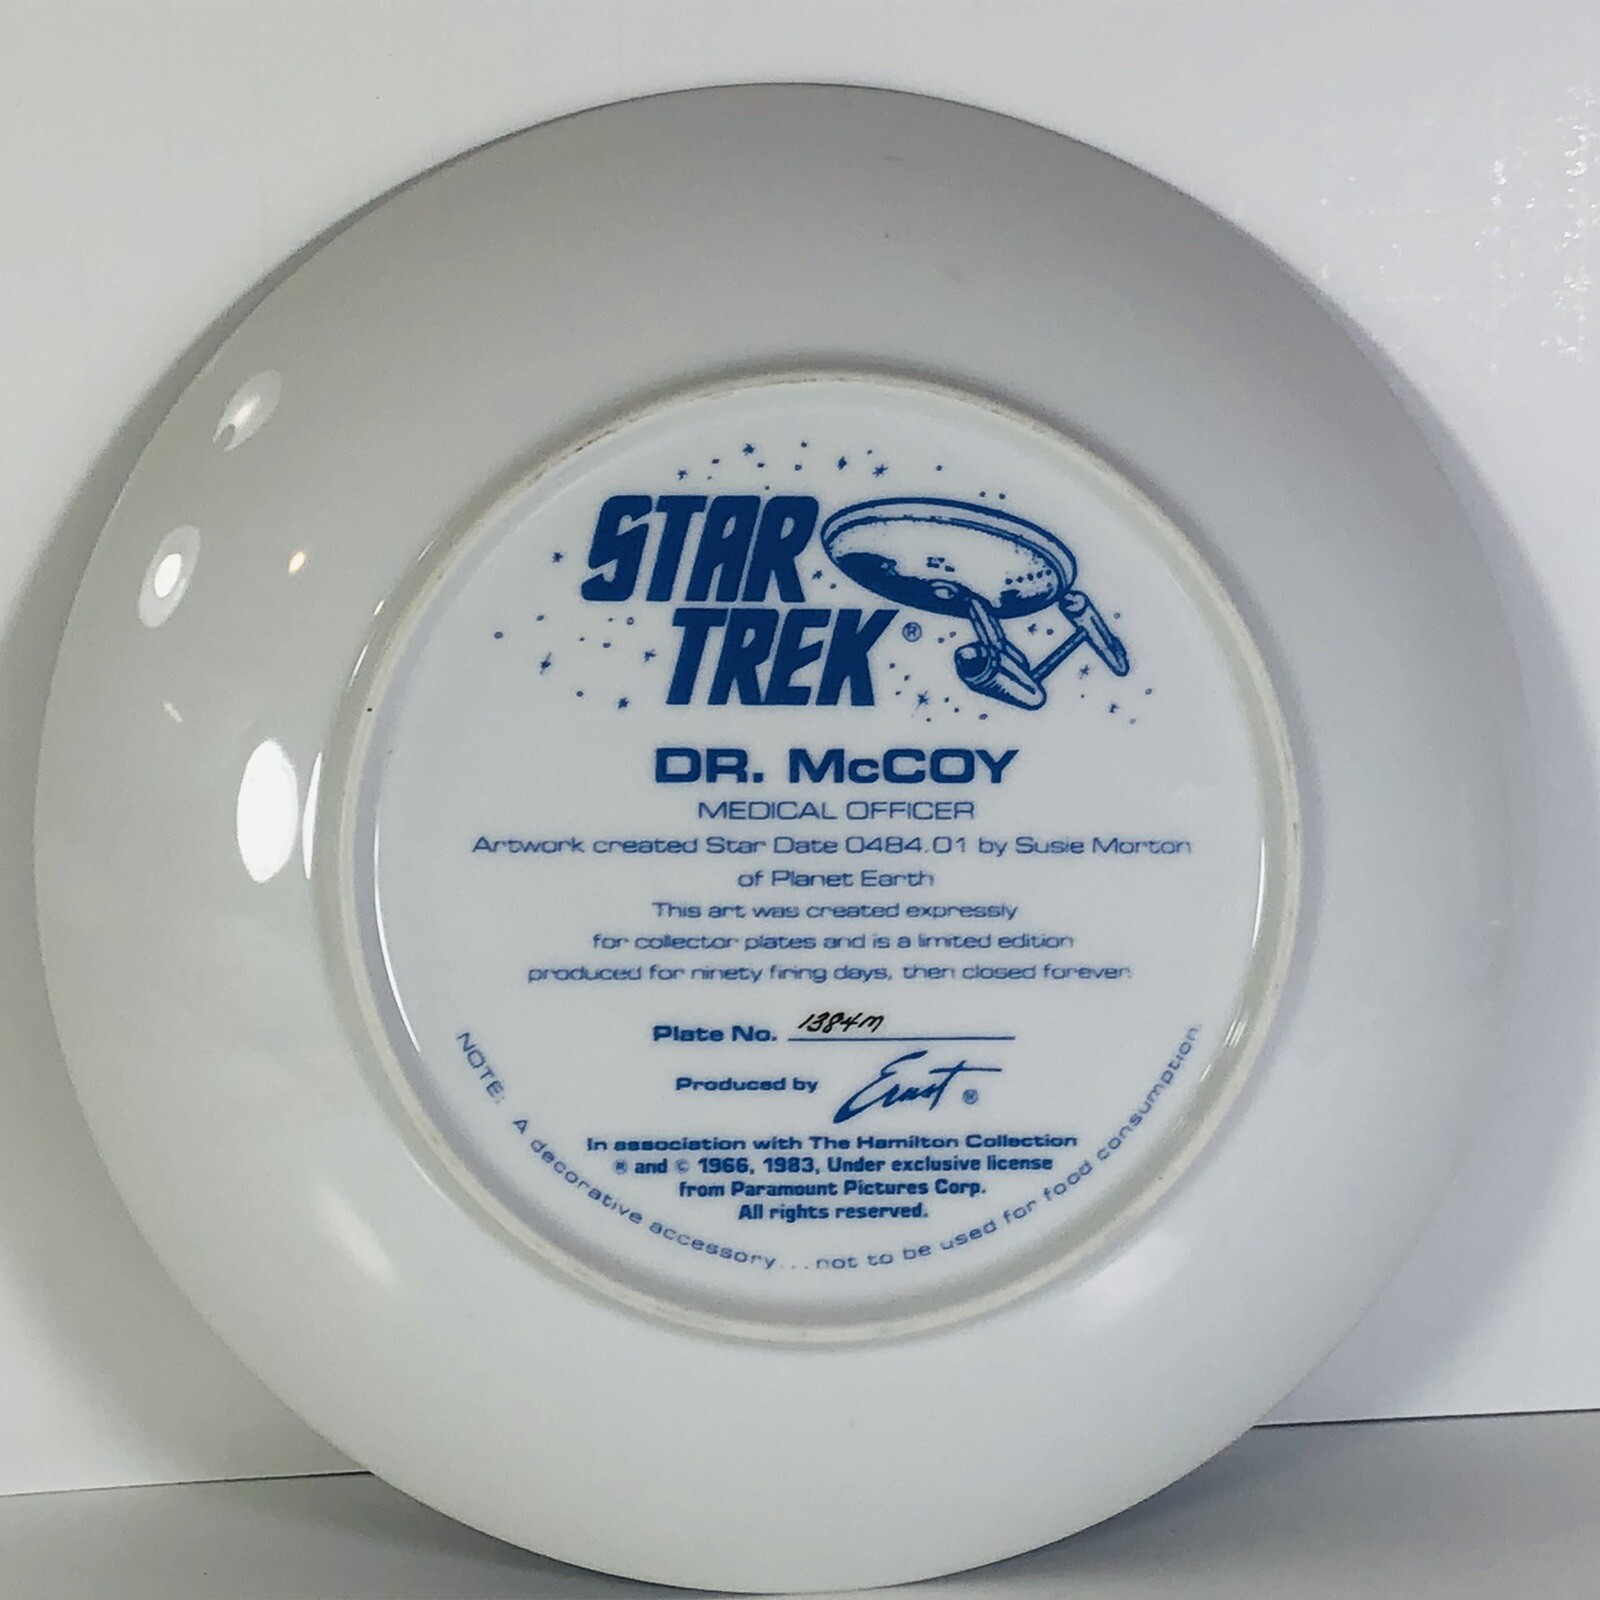 STAR
TREK®
DR. McCOY
MEDICAL OFFICER
Artwork created Star Date 0484.01 by Susie Morton
of Planet Earth
This art was created expressly
for collector plates and is a limited edition
produced for ninety firing days, then closed forever.
Plate No. 1384M
Produced by Ernst ®
In association with The Hamilton Collection
® and © 1966, 1983, Under exclusive license
from Paramount Pictures Corp.
All rights reserved.
NOTE: A decorative accessory...not to be used for food consumption.